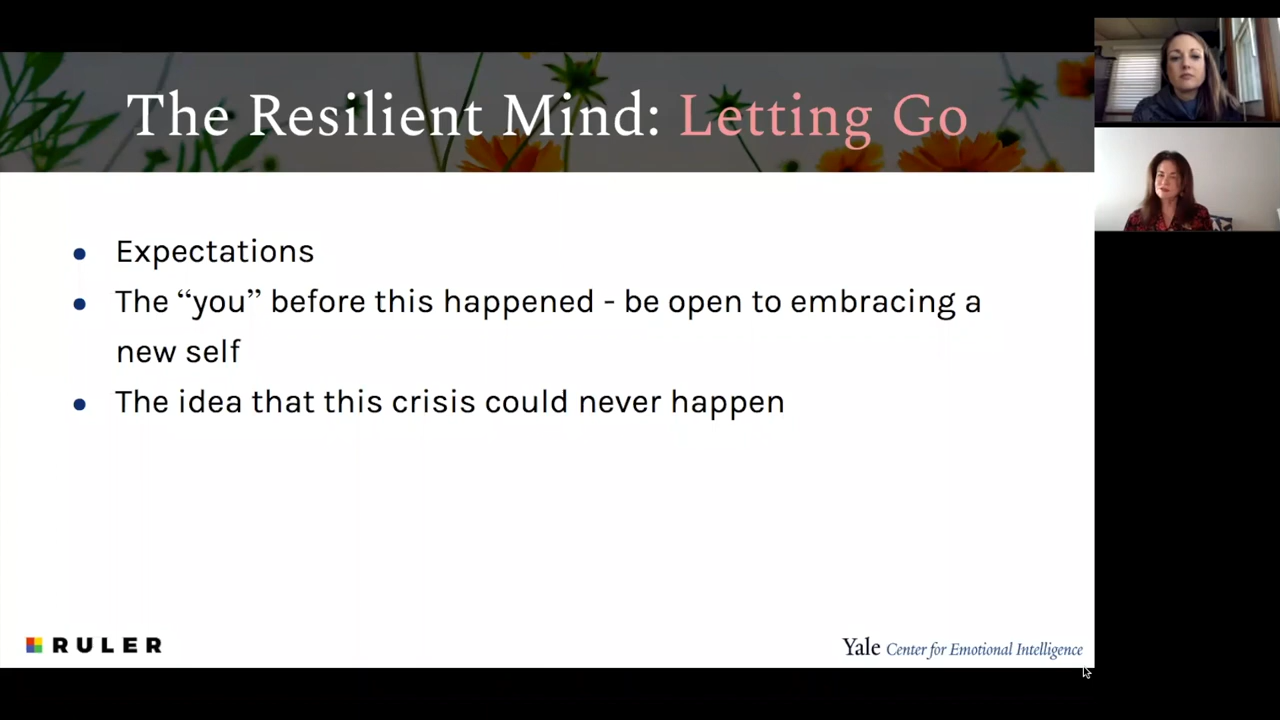 The Resilient Mind: Letting Go
• Expectations
• The “you” before this happened - be open to embracing a
new self
• The idea that this crisis could never happen
RULER
Yale Center for Emotional Intelligence